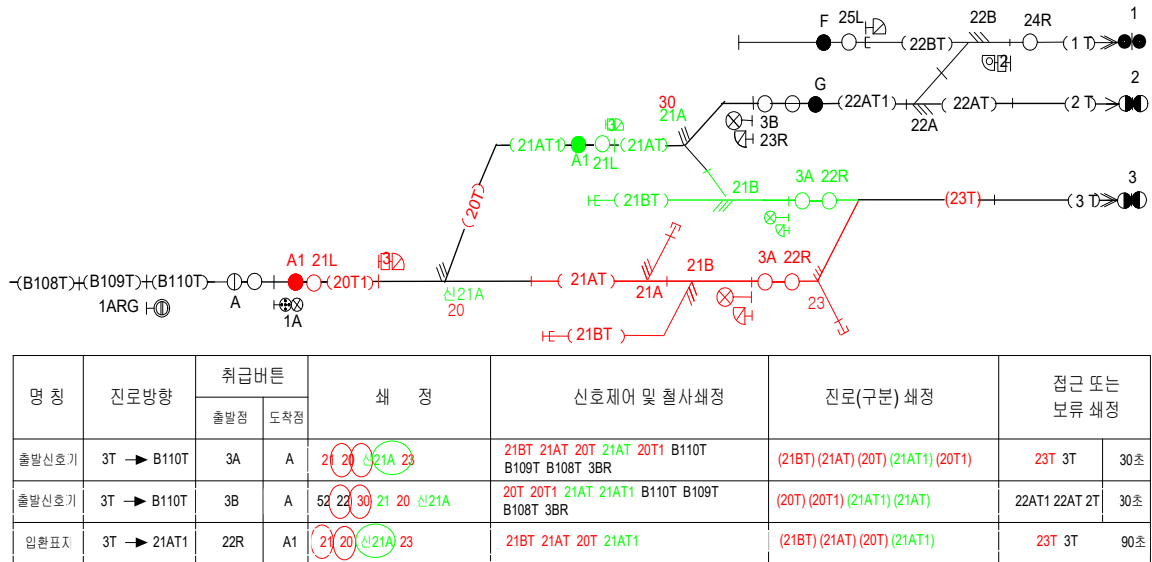 F 25L 22B 24R 1
(22BT) (1 T)
2
G 2
30
21A (22AT1) (22AT) (2 T)
3 3B 22A
(21AT1) A1 (21AT) 23R
21L
3A 22R 3
21B
(21BT) (23T) (3 T)
(20T)
A1 21L 21B 3A 22R
(B108T) (B109T) (B110T) (20T1) 3 (21AT)
신21A 21A
1ARG A 1A 20 23
(21BT)
명 칭 진로방향 취급버튼 쇄 정 신호제어 및 철사쇄정 진로(구분) 쇄정 접근 또는
보류 쇄정
출발점 도착점
출발신호기 3T → B110T 3A A 21 20 신21A 23 21BT 21AT 20T 21AT 20T1 B110T
B109T B108T 3BR (21BT) (21AT) (20T) (21AT1) (20T1) 23T 3T 30초
출발신호기 3T → B110T 3B A 52 22 30 21 20 신21A 20T 20T1 21AT 21AT1 B110T B109T
B108T 3BR (20T) (20T1) (21AT1) (21AT) 22AT1 22AT 2T 30초
입환표지 3T → 21AT1 22R A1 21 20 신21A 23 21BT 21AT 20T 21AT1 (21BT) (21AT) (20T) (21AT1) 23T 3T 90초